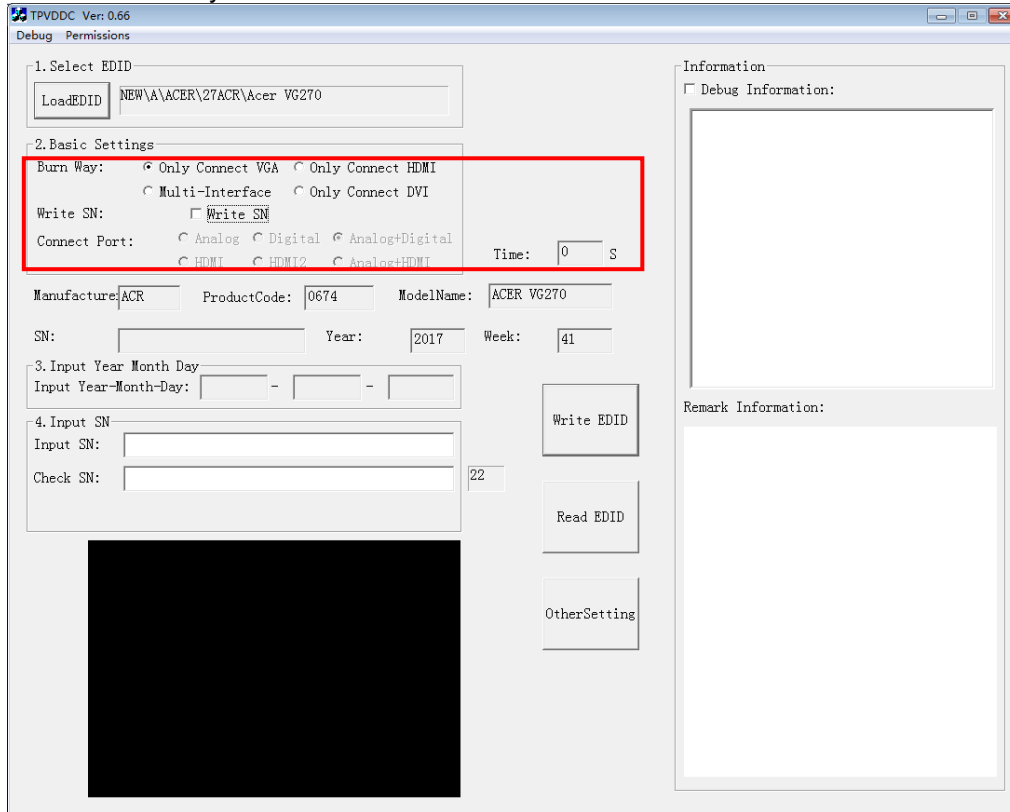 TPVDDC Ver: 0.66
Debug Permissions
1.Select EDID
LoadEDID NEW\A\ACER\27ACR\Acer VG270
2.Basic Settings
Burn Way: Only Connect VGA Only Connect HDMI
Multi-Interface Only Connect DVI
Write SN: Write SN
Connect Port: Analog Digital Analog+Digital
HDMI HDMI2 Analog+HDMI
Time: 0 S
Manufacture: ACR ProductCode: 0674 ModelName: ACER VG270
SN: Year: 2017 Week: 41
3.Input Year Month Day
Input Year-Month-Day: - -
4.Input SN
Input SN:
Check SN: 22
Write EDID
Read EDID
OtherSetting
Information
Debug Information:
Remark Information: